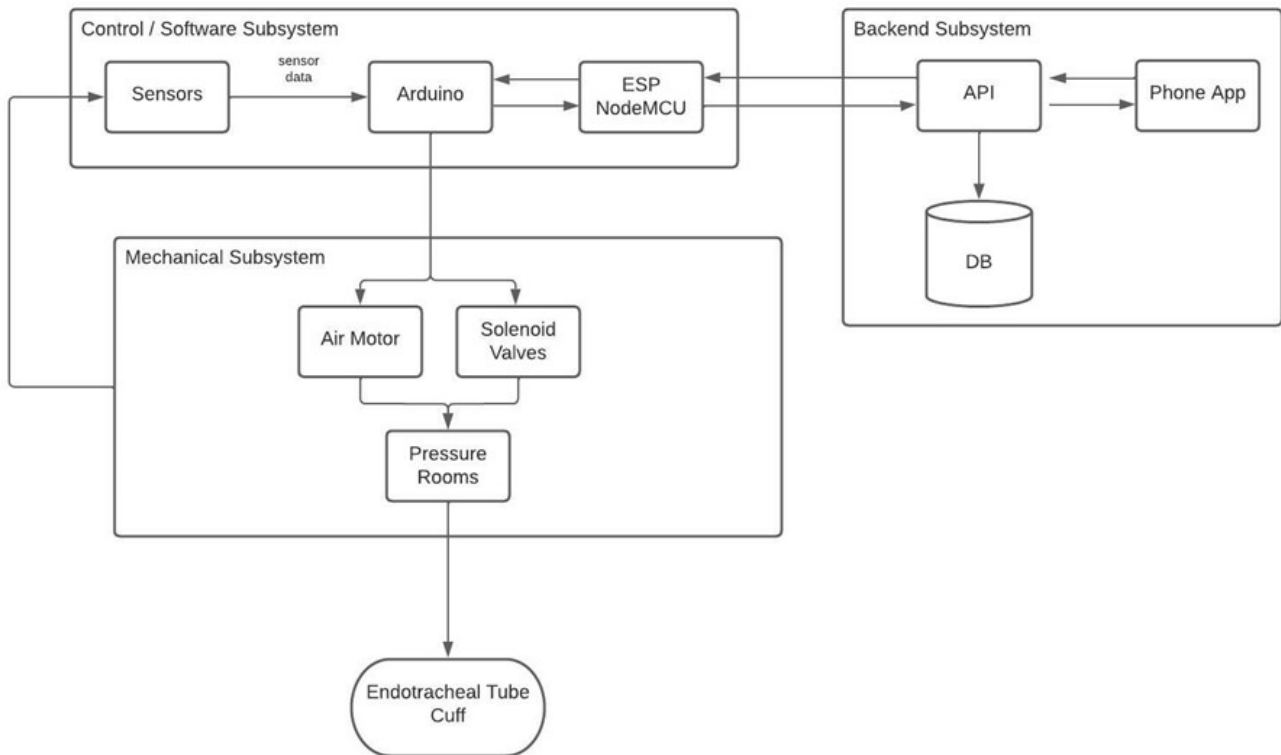 Control / Software Subsystem
Sensors
sensor
data
Arduino
ESP
NodeMCU
Backend Subsystem
API
Phone App
DB
Mechanical Subsystem
Air Motor
Solenoid
Valves
Pressure
Rooms
Endotracheal Tube
Cuff